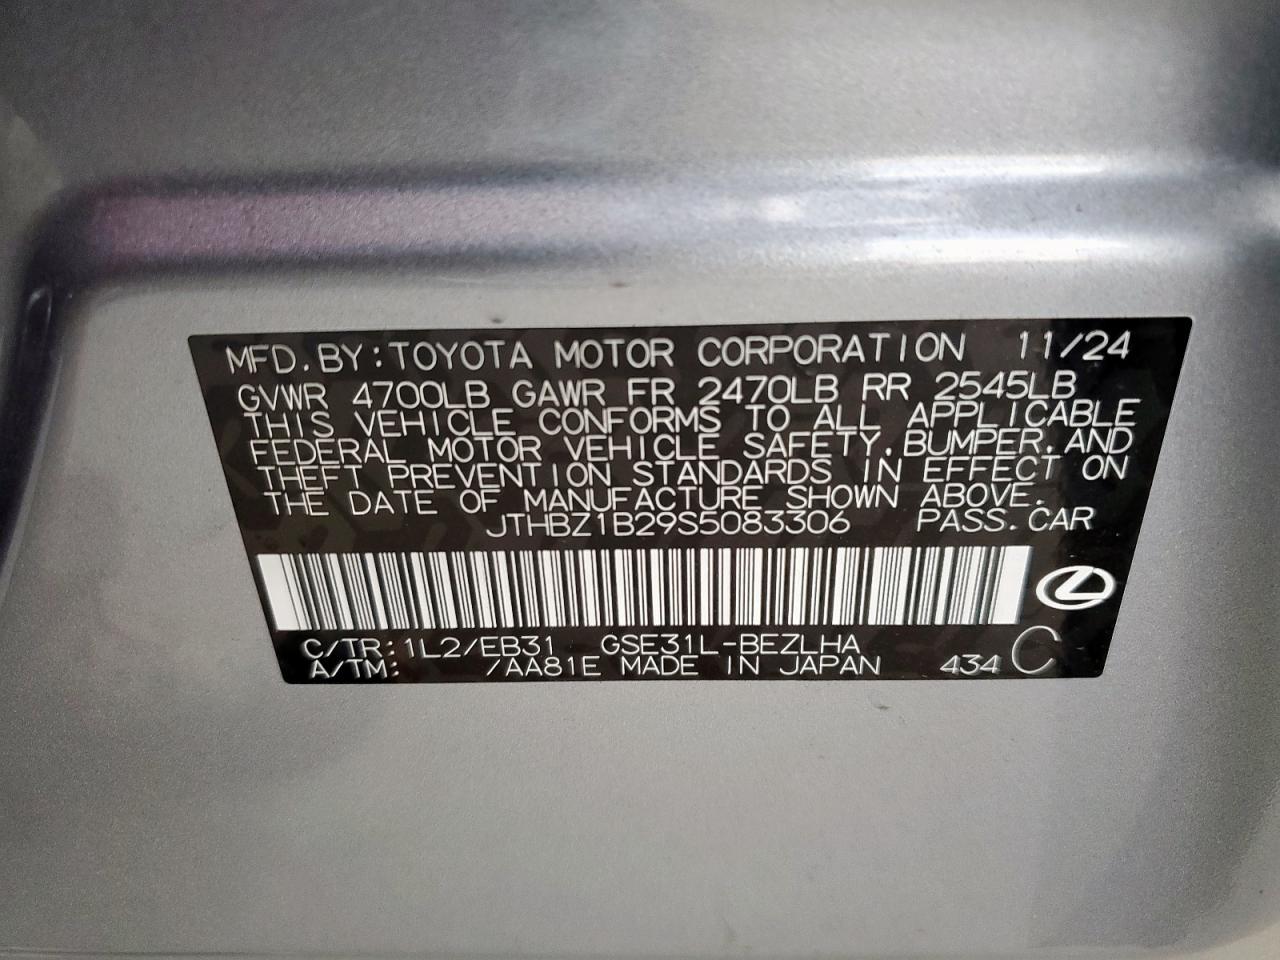 MFD. BY: TOYOTA MOTOR CORPORATION 11/24
GVWR 4700LB GAWR FR 2470LB RR 2545LB
THIS VEHICLE CONFORMS TO ALL APPLICABLE
FEDERAL MOTOR VEHICLE SAFETY, BUMPER, AND
THEFT PREVENTION STANDARDS IN EFFECT ON
THE DATE OF MANUFACTURE SHOWN ABOVE.
JTHBZ1B29S5083306 PASS. CAR
C/TR: 1L2/EB31 GSE31L-BEZLHA
A/TM: /AA81E MADE IN JAPAN 434 C